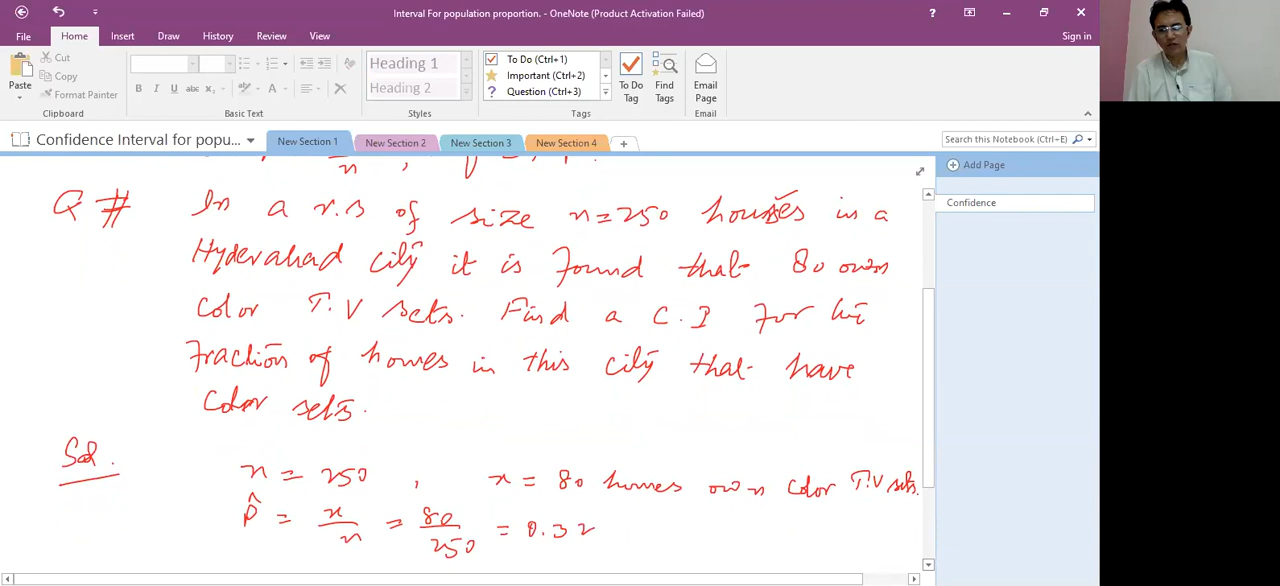 Interval For population proportion. - OneNote (Product Activation Failed)
File Home Insert Draw History Review View Sign in
Paste Cut Copy Format Painter
B I U abc x₂ A
Heading 1
Heading 2
To Do (Ctrl+1)
Important (Ctrl+2)
Question (Ctrl+3)
To Do Tag
Find Tags
Email Page
Clipboard Basic Text Styles Tags Email
Confidence Interval for popu... New Section 1 New Section 2 New Section 3 New Section 4 Search this Notebook (Ctrl+E)
Add Page
Confidence
n ,
Q # In a r.s of size n=250 houses in a
Hyderabad city it is found that 80 own
color T.V sets. Find a C.I for the
fraction of homes in this city that have
color sets.
Sol. n = 250 , x = 80 homes own color T.V sets.
p̂ = x/n = 80/250 = 0.32